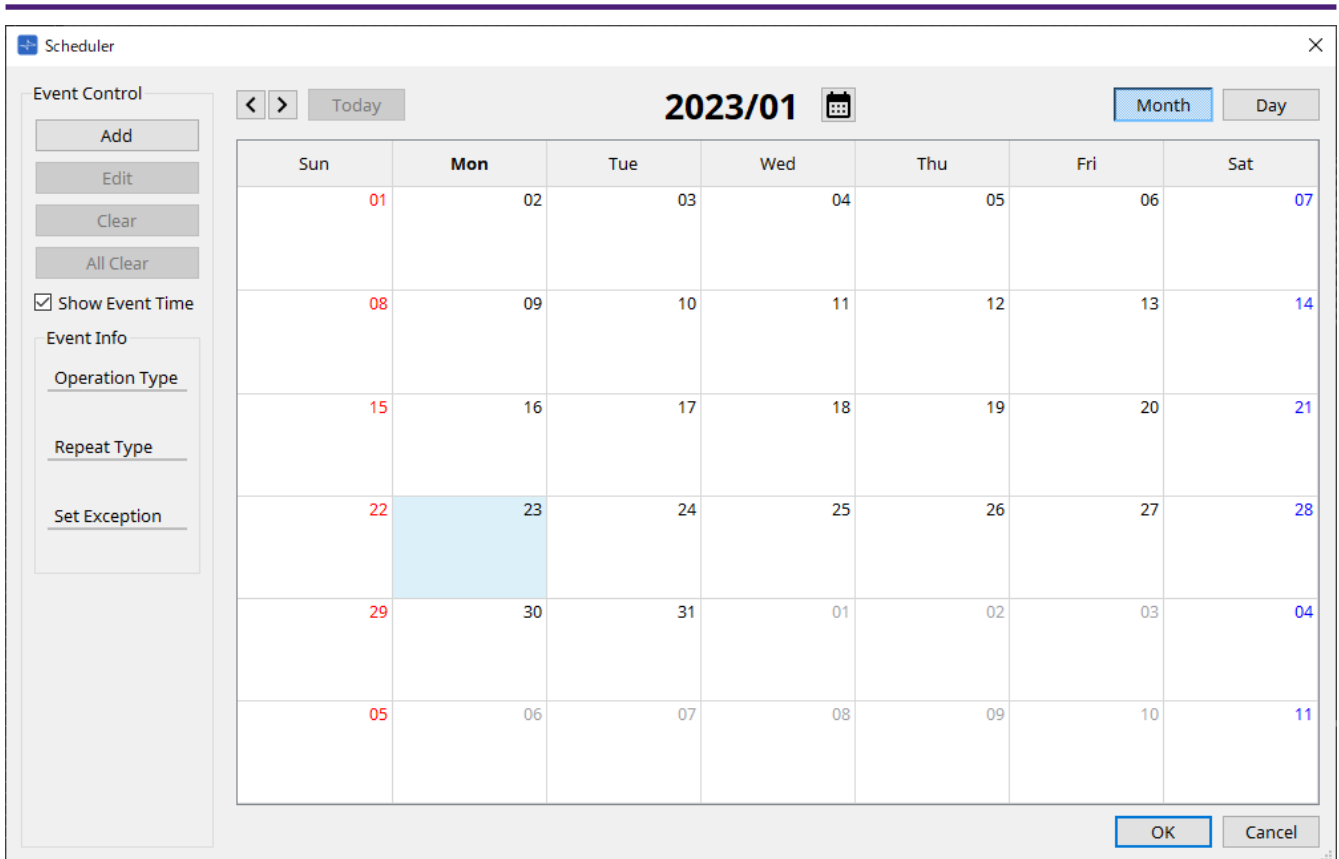 Scheduler
Event Control
Add
Edit
Clear
All Clear
Show Event Time
Event Info
Operation Type
Repeat Type
Set Exception
Today 2023/01 Month Day
Sun Mon Tue Wed Thu Fri Sat
01 02 03 04 05 06 07
08 09 10 11 12 13 14
15 16 17 18 19 20 21
22 23 24 25 26 27 28
29 30 31 01 02 03 04
05 06 07 08 09 10 11
OK Cancel